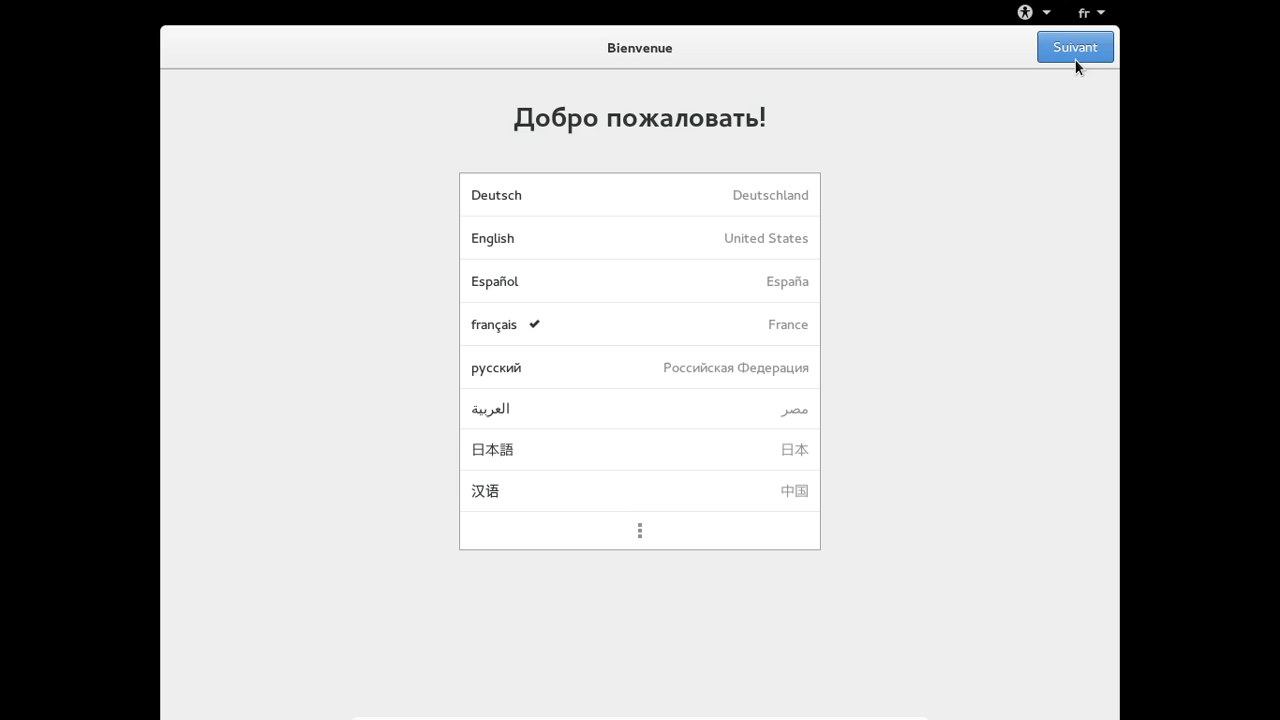 fr
Bienvenue
Suivant
Добро пожаловать!
Deutsch Deutschland
English United States
Español España
français France
русский Российская Федерация
العربية مصر
日本語 日本
汉语 中国